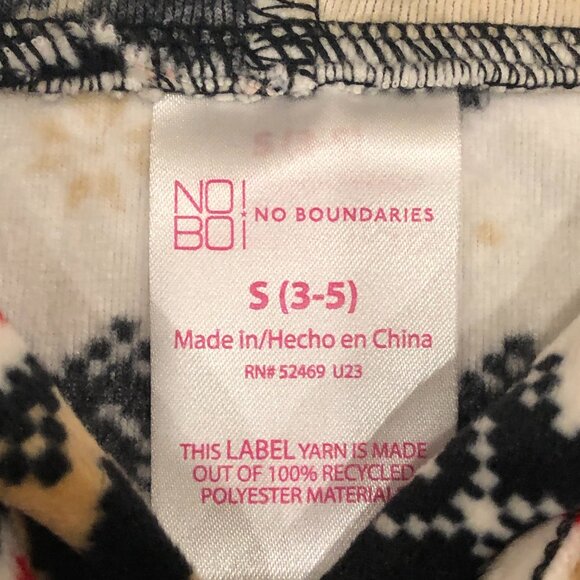 NO!
BO
NO BOUNDARIES
S (3-5)
Made in/Hecho en China
RN# 52469 U23
THIS LABEL YARN IS MADE
OUT OF 100% RECYCLED
POLYESTER MATERIAL